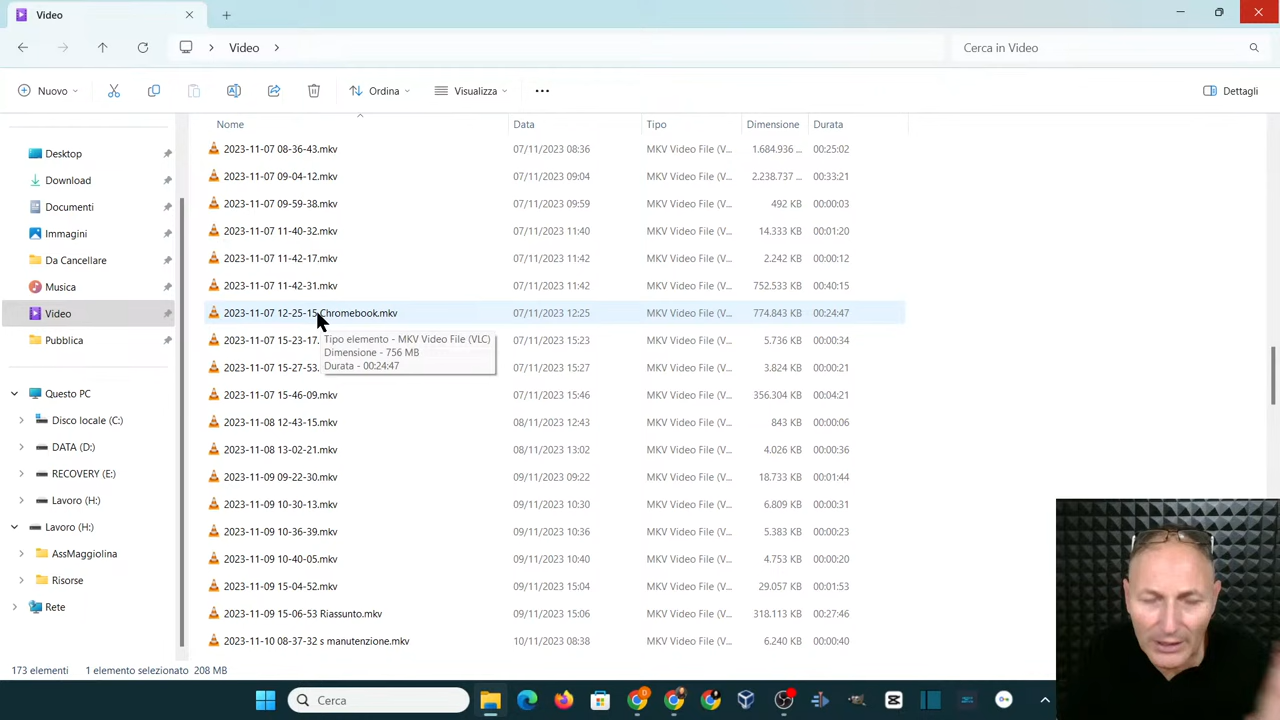 Video
Video
Cerca in Video
Nuovo
Ordina
Visualizza
Dettagli
Nome Data Tipo Dimensione Durata
Desktop
Download
Documenti
Immagini
Da Cancellare
Musica
Video
Pubblica
Questo PC
Disco locale (C:)
DATA (D:)
RECOVERY (E:)
Lavoro (H:)
Lavoro (H:)
AssMaggiolina
Risorse
Rete
2023-11-07 08-36-43.mkv 07/11/2023 08:36 MKV Video File (V... 1.684.936 ... 00:25:02
2023-11-07 09-04-12.mkv 07/11/2023 09:04 MKV Video File (V... 2.238.737 ... 00:33:21
2023-11-07 09-59-38.mkv 07/11/2023 09:59 MKV Video File (V... 492 KB 00:00:03
2023-11-07 11-40-32.mkv 07/11/2023 11:40 MKV Video File (V... 14.333 KB 00:01:20
2023-11-07 11-42-17.mkv 07/11/2023 11:42 MKV Video File (V... 2.242 KB 00:00:12
2023-11-07 11-42-31.mkv 07/11/2023 11:42 MKV Video File (V... 752.533 KB 00:40:15
2023-11-07 12-25-15 Chromebook.mkv 07/11/2023 12:25 MKV Video File (V... 774.843 KB 00:24:47
2023-11-07 15-23-17. 07/11/2023 15:23 MKV Video File (V... 5.736 KB 00:00:34
2023-11-07 15-27-53. 07/11/2023 15:27 MKV Video File (V... 3.824 KB 00:00:21
2023-11-07 15-46-09.mkv 07/11/2023 15:46 MKV Video File (V... 356.304 KB 00:04:21
2023-11-08 12-43-15.mkv 08/11/2023 12:43 MKV Video File (V... 843 KB 00:00:06
2023-11-08 13-02-21.mkv 08/11/2023 13:02 MKV Video File (V... 4.026 KB 00:00:36
2023-11-09 09-22-30.mkv 09/11/2023 09:22 MKV Video File (V... 18.733 KB 00:01:44
2023-11-09 10-30-13.mkv 09/11/2023 10:30 MKV Video File (V... 6.809 KB 00:00:31
2023-11-09 10-36-39.mkv 09/11/2023 10:36 MKV Video File (V... 5.383 KB 00:00:23
2023-11-09 10-40-05.mkv 09/11/2023 10:40 MKV Video File (V... 4.753 KB 00:00:20
2023-11-09 15-04-52.mkv 09/11/2023 15:04 MKV Video File (V... 29.057 KB 00:01:53
2023-11-09 15-06-53 Riassunto.mkv 09/11/2023 15:06 MKV Video File (V... 318.113 KB 00:27:46
2023-11-10 08-37-32 s manutenzione.mkv 10/11/2023 08:38 MKV Video File (V... 6.240 KB 00:00:40
Tipo elemento - MKV Video File (VLC)
Dimensione - 756 MB
Durata - 00:24:47
173 elementi 1 elemento selezionato 208 MB
Cerca